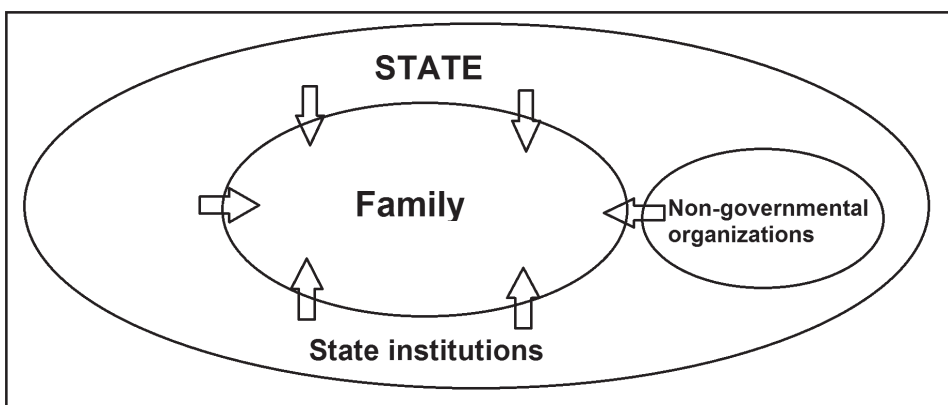 STATE
Family
Non-governmental
organizations
State institutions